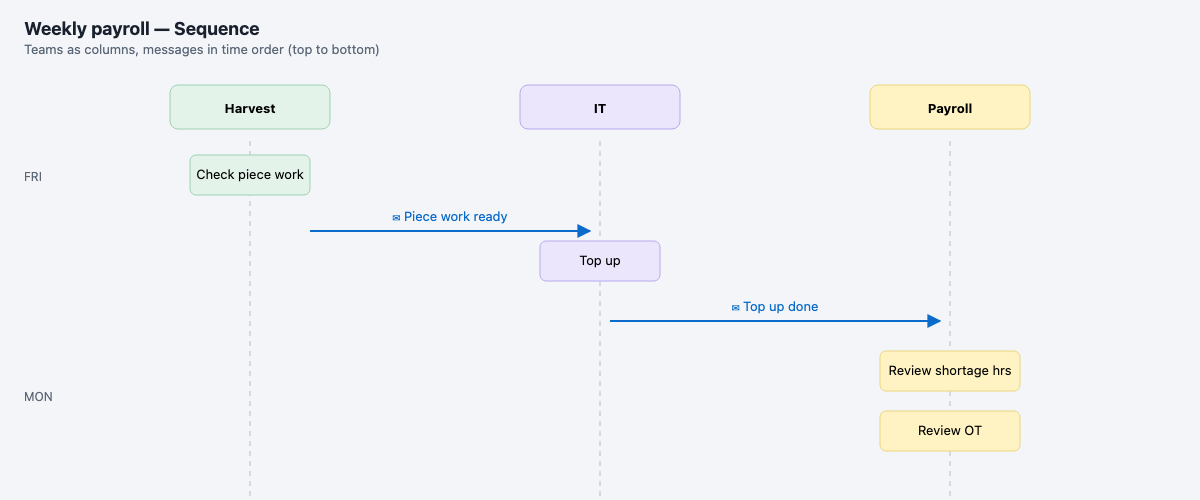 Weekly payroll — Sequence
Teams as columns, messages in time order (top to bottom)
Harvest
IT
Payroll
FRI
Check piece work
✉ Piece work ready
Top up
✉ Top up done
Review shortage hrs
MON
Review OT